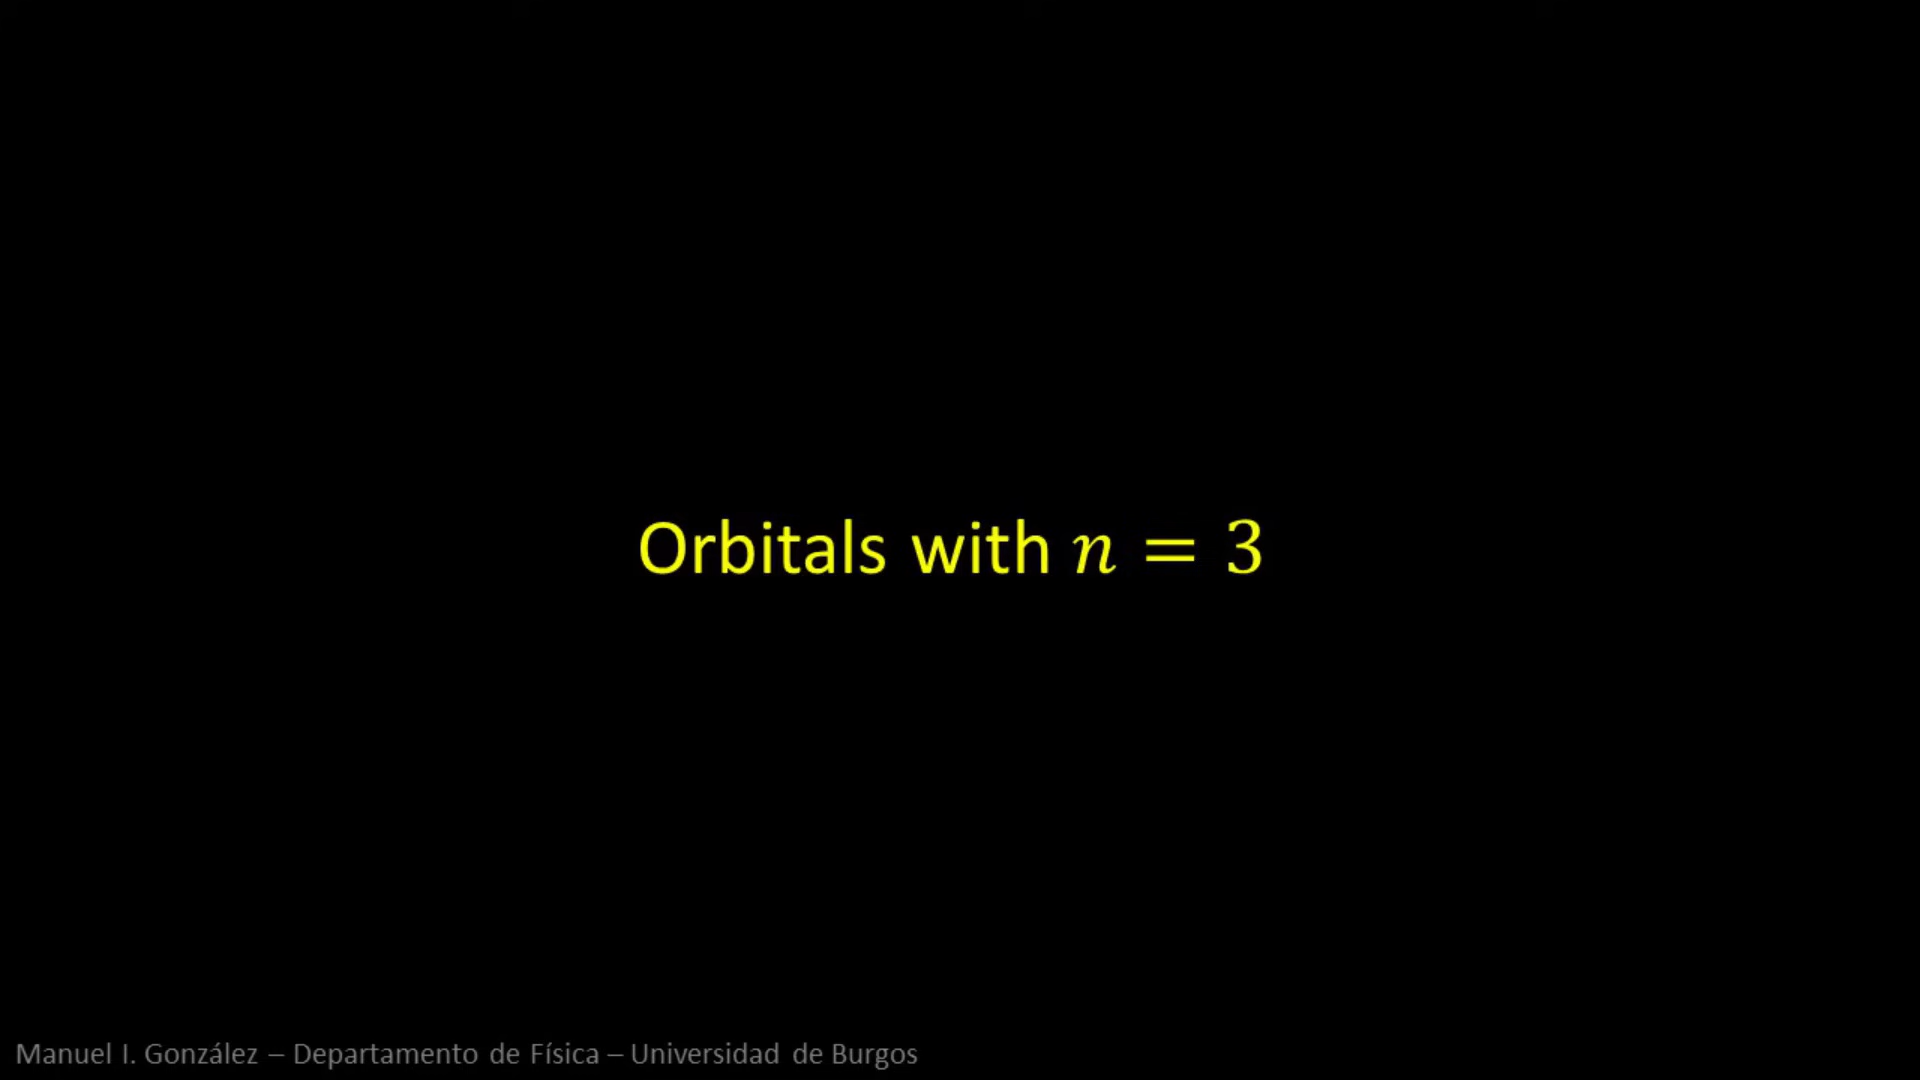 Orbitals with n = 3
Manuel I. González – Departamento de Física – Universidad de Burgos